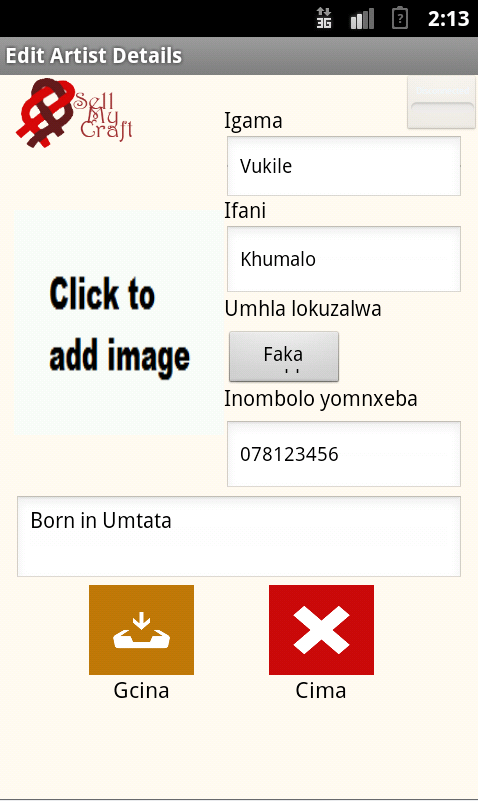 3G
2:13
Edit Artist Details
Sell
My
Craft
Igama
Vukile
Ifani
Khumalo
Click to
add image
Umhla lokuzalwa
Faka
Inombolo yomnxeba
078123456
Born in Umtata
Gcina
Cima